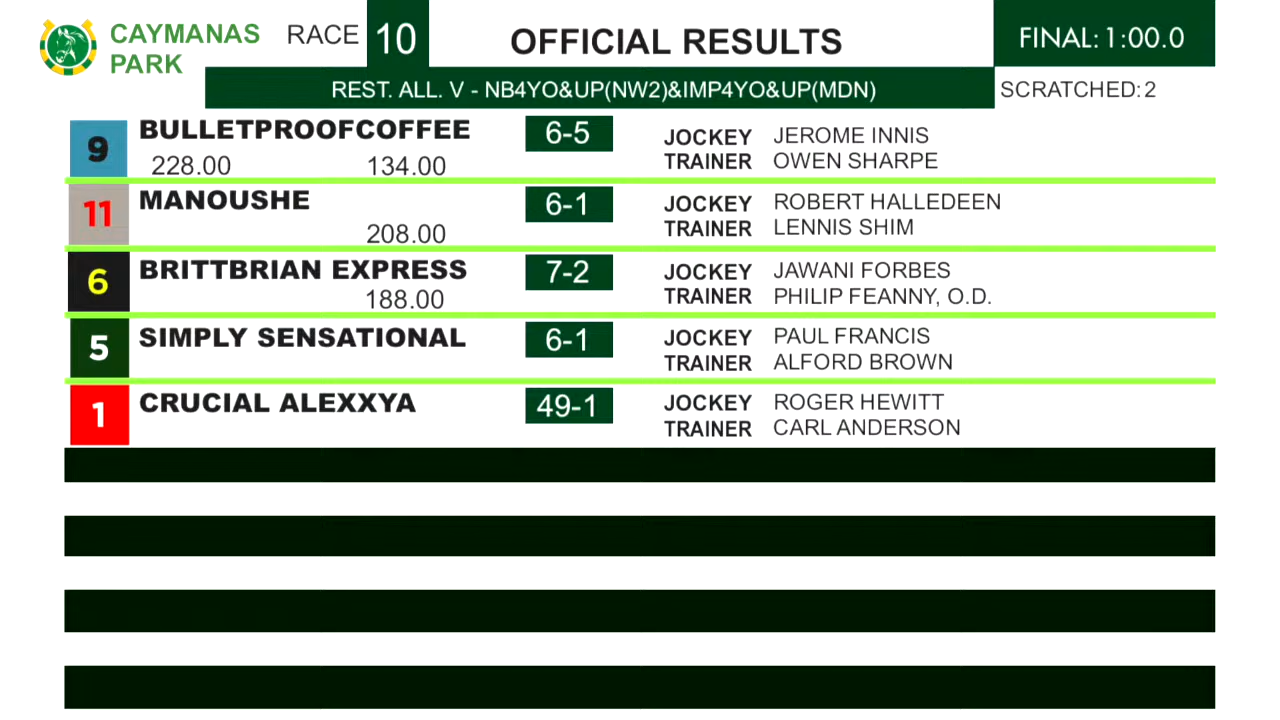 CAYMANAS PARK
RACE 10
OFFICIAL RESULTS
FINAL: 1:00.0
REST. ALL. V - NB4YO&UP(NW2)&IMP4YO&UP(MDN)
SCRATCHED: 2
9 BULLETPROOFCOFFEE 6-5 JOCKEY JEROME INNIS
228.00 134.00 TRAINER OWEN SHARPE
11 MANOUSHE 6-1 JOCKEY ROBERT HALLEDEEN
208.00 TRAINER LENNIS SHIM
6 BRITTBRIAN EXPRESS 7-2 JOCKEY JAWANI FORBES
188.00 TRAINER PHILIP FEANNY, O.D.
5 SIMPLY SENSATIONAL 6-1 JOCKEY PAUL FRANCIS
TRAINER ALFORD BROWN
1 CRUCIAL ALEXXYA 49-1 JOCKEY ROGER HEWITT
TRAINER CARL ANDERSON